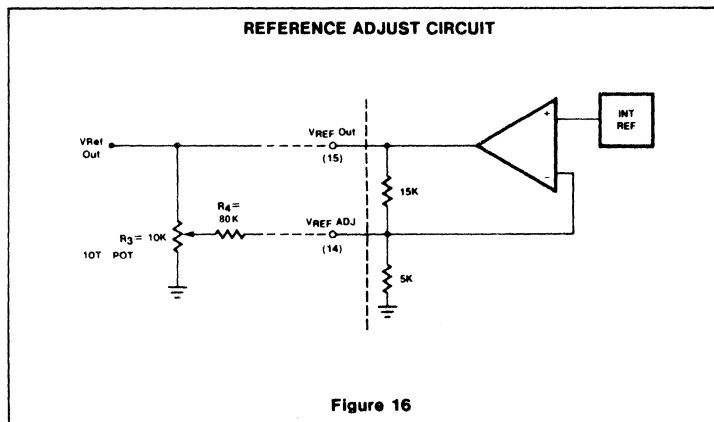 REFERENCE ADJUST CIRCUIT
VRef
Out
VREF Out
(15)
+
INT
REF
−
15K
R4=
80K
VREF ADJ
(14)
R3= 10K
10T POT
5K
Figure 16